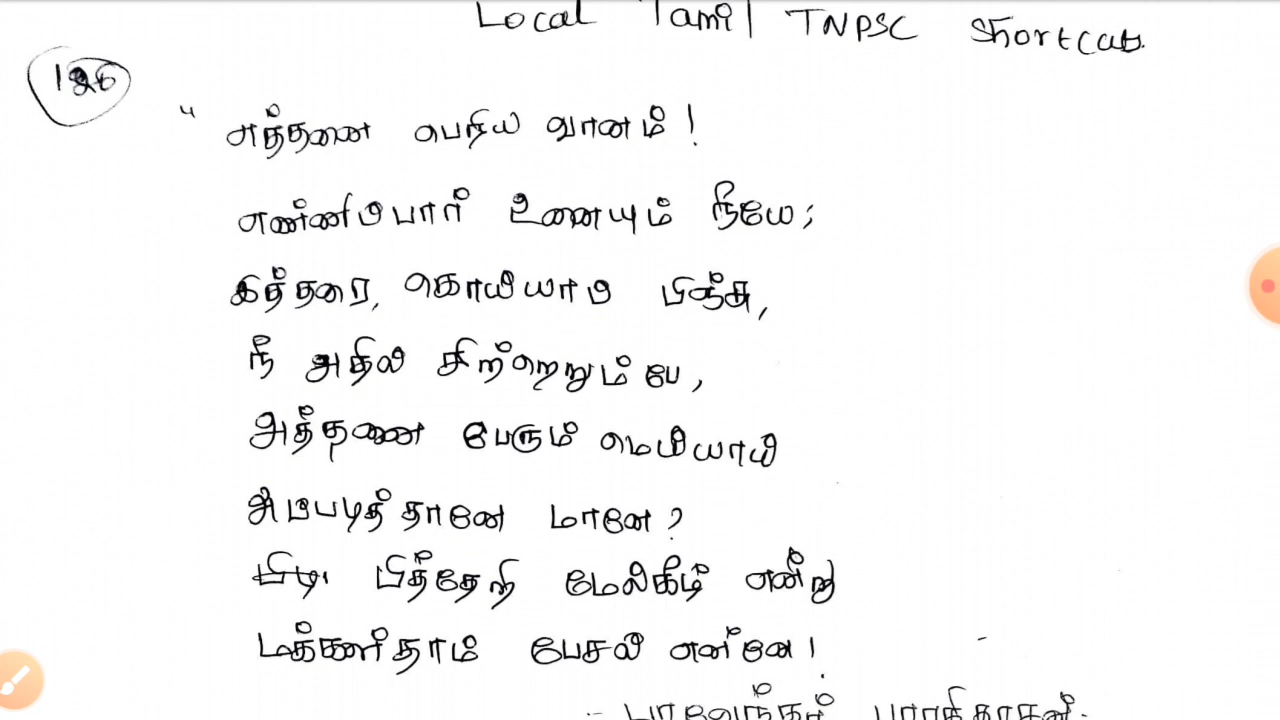 Local Tamil TNPSC Shortcuts
126
" எத்தனை பெரிய வானம்!
எண்ணிப்பார் உனையும் நீயே;
இத்தரை, கொய்யாப் பிஞ்சு,
நீ அதில் சிற்றெறும்பே,
அத்தனை பேரும் மெய்யாய்
அப்படித்தானே மானே?
பித்தேறி மேல்கீழ் என்று
மக்கள்தாம் பேசல் என்னே!
- பாவேந்தர் பாரதிதாசன்.